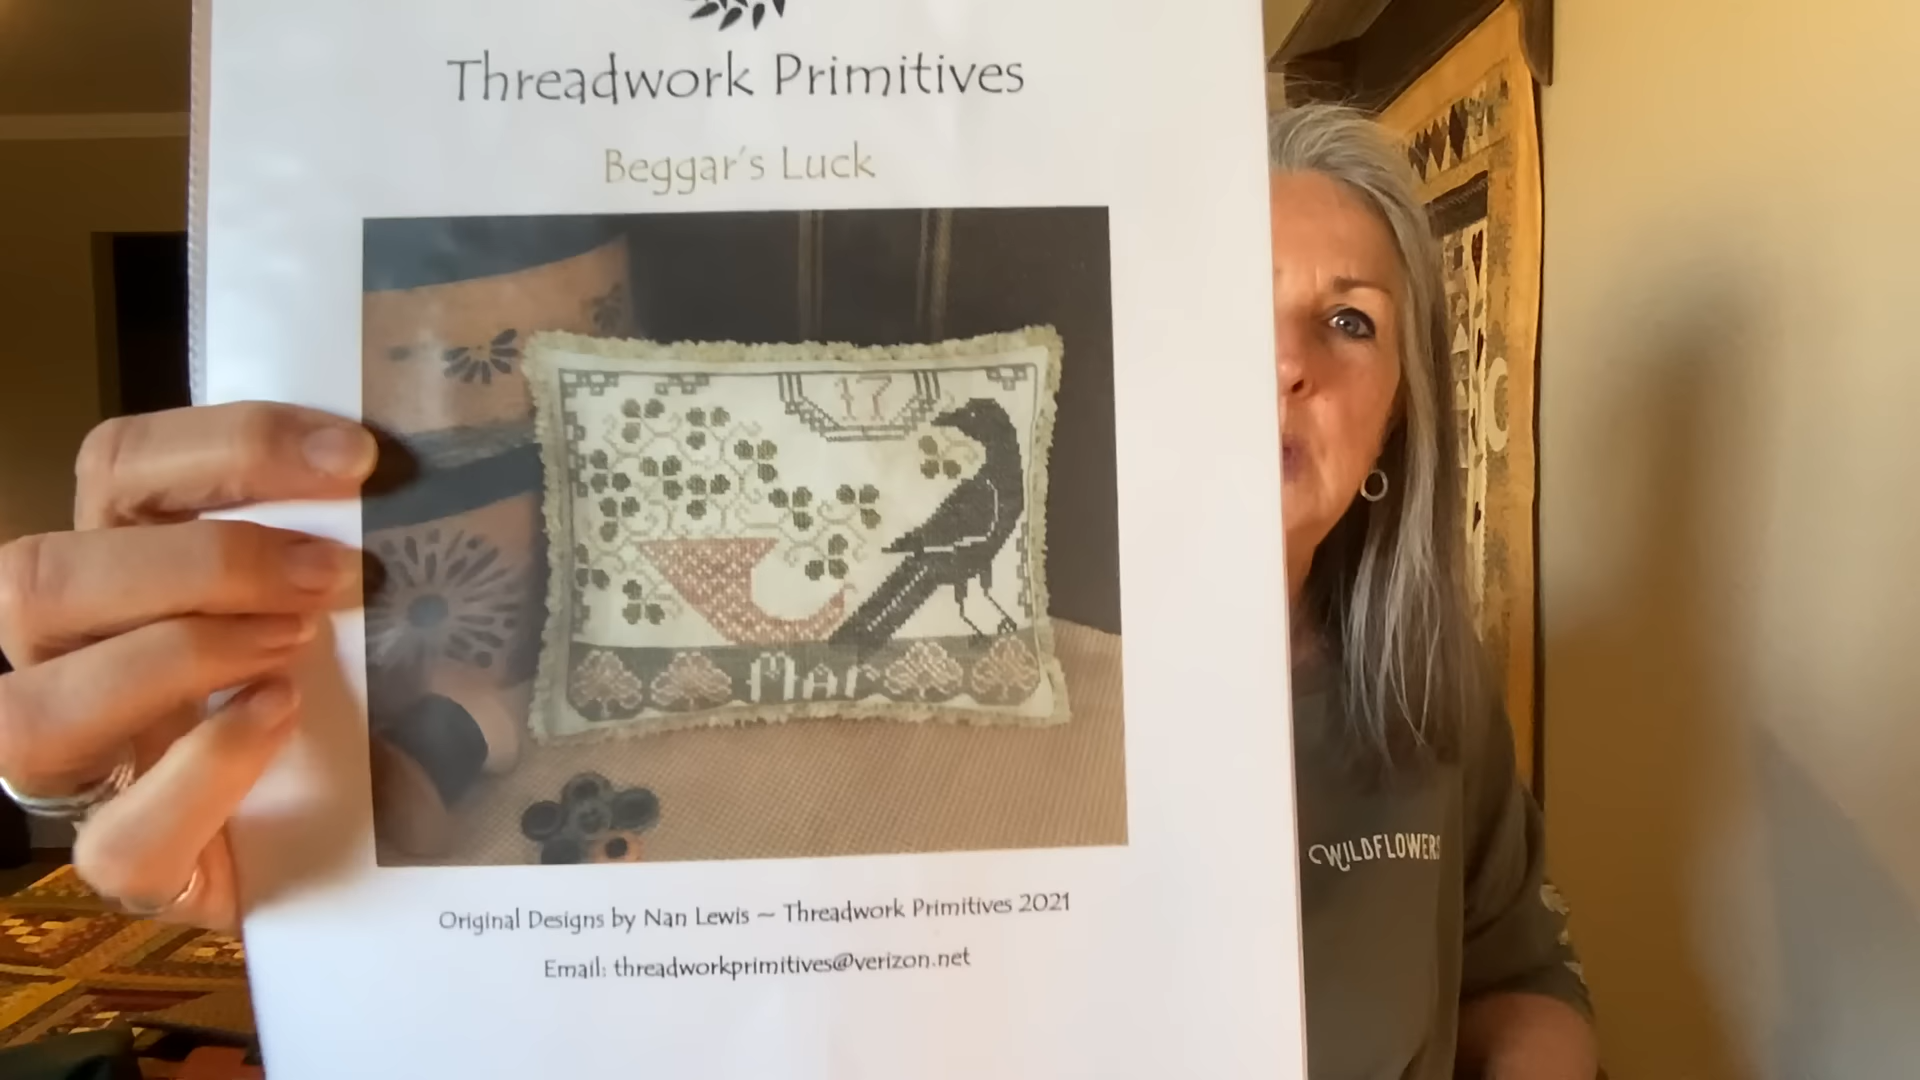 Threadwork Primitives
Beggar's Luck
17
Mar
Original Designs by Nan Lewis ~ Threadwork Primitives 2021
Email: threadworkprimitives@verizon.net
WILDFLOWERS